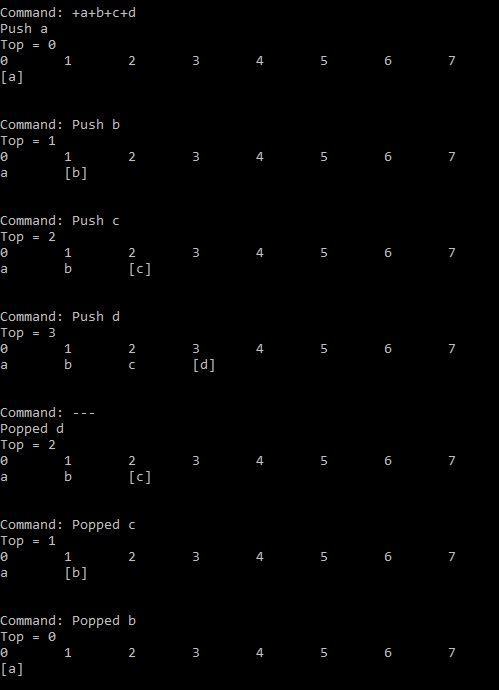 Command: +a+b+c+d
Push a
Top = 0
0 1 2 3 4 5 6 7
[a]
Command: Push b
Top = 1
0 1 2 3 4 5 6 7
a [b]
Command: Push c
Top = 2
0 1 2 3 4 5 6 7
a b [c]
Command: Push d
Top = 3
0 1 2 3 4 5 6 7
a b c [d]
Command: ---
Popped d
Top = 2
0 1 2 3 4 5 6 7
a b [c]
Command: Popped c
Top = 1
0 1 2 3 4 5 6 7
a [b]
Command: Popped b
Top = 0
0 1 2 3 4 5 6 7
[a]